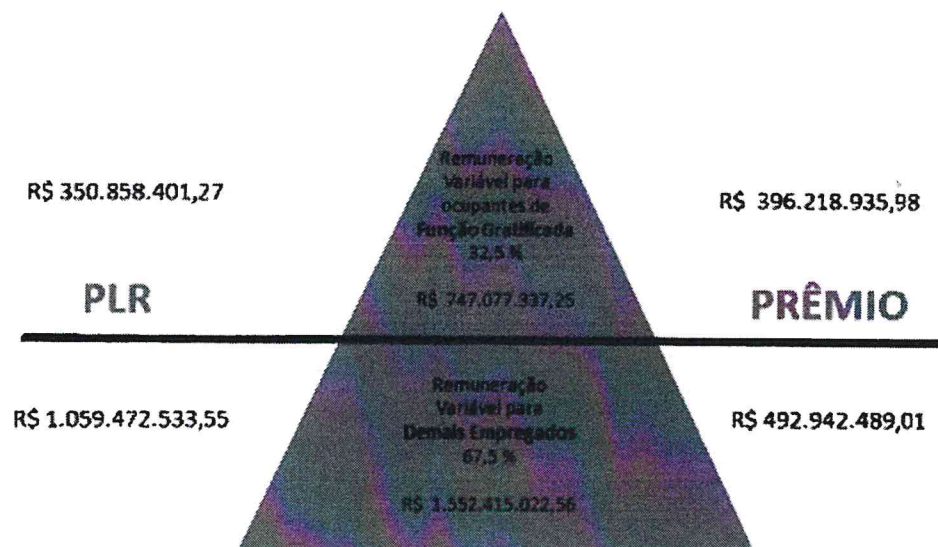 R$ 350.858.401,27
PLR
R$ 1.059.472.533,55
Remuneração
Variável para
ocupantes de
Função Gratificada
32,5 %
R$ 747.077.337,25
Remuneração
Variável para
Demais Empregados
67,5 %
R$ 1.552.415.022,56
R$ 396.218.935,98
PRÊMIO
R$ 492.942.489,01